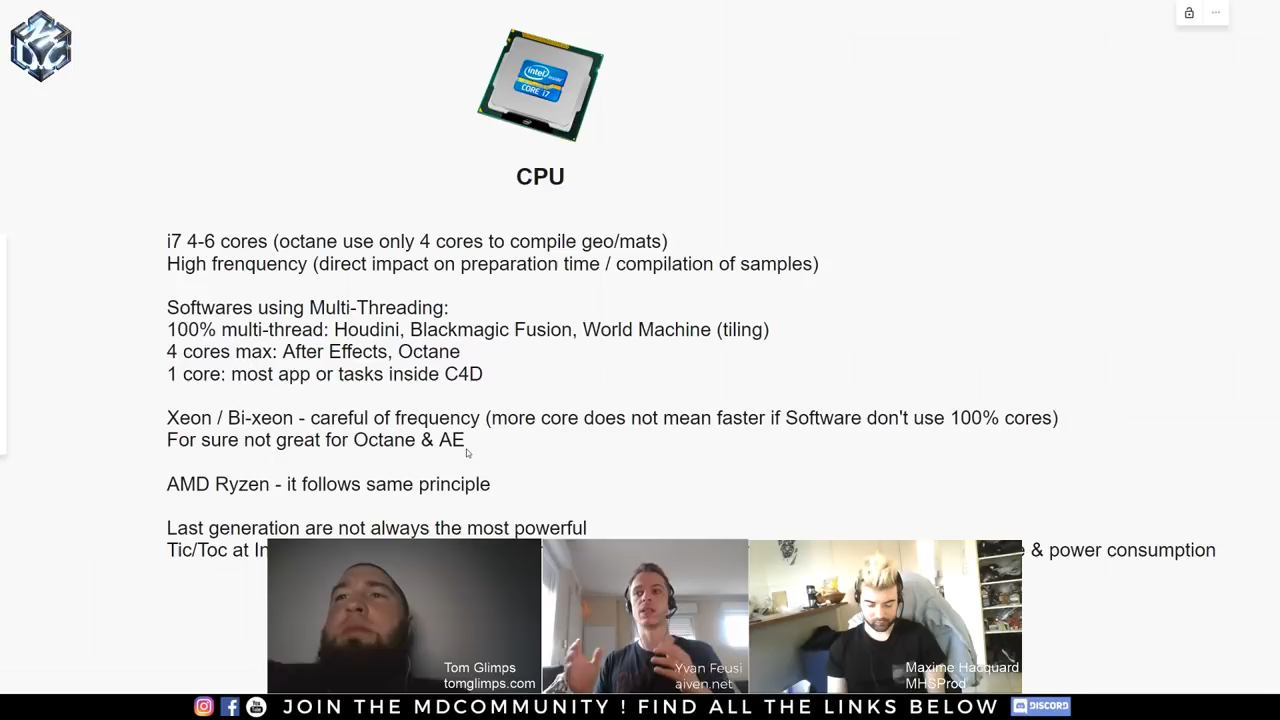 intel inside
CORE i7
CPU
i7 4-6 cores (octane use only 4 cores to compile geo/mats)
High frenquency (direct impact on preparation time / compilation of samples)
Softwares using Multi-Threading:
100% multi-thread: Houdini, Blackmagic Fusion, World Machine (tiling)
4 cores max: After Effects, Octane
1 core: most app or tasks inside C4D
Xeon / Bi-xeon - careful of frequency (more core does not mean faster if Software don't use 100% cores)
For sure not great for Octane & AE
AMD Ryzen - it follows same principle
Last generation are not always the most powerful
Tic/Toc at & power consumption
Tom Glimps
tomglimps.com
Yvan Feusi
aiven.net
Maxime Hacquard
MHSProd
JOIN THE MDCOMMUNITY ! FIND ALL THE LINKS BELOW
DISCORD